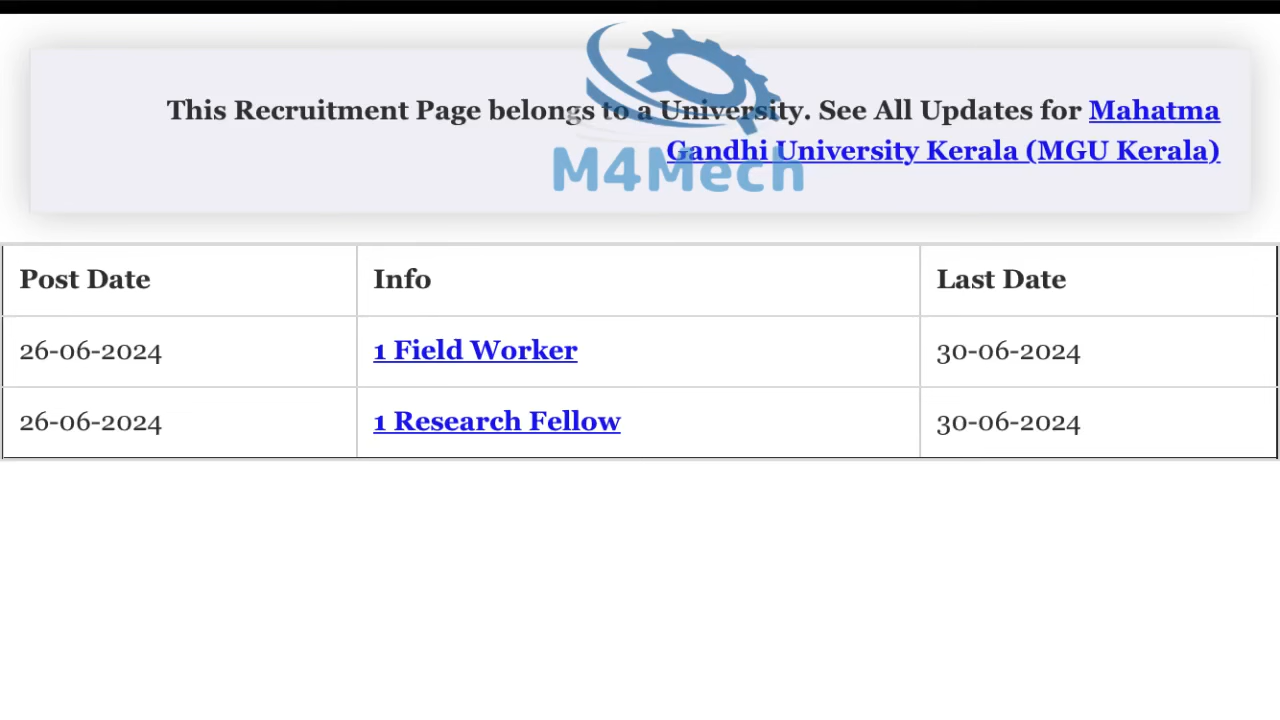 This Recruitment Page belongs to a University. See All Updates for Mahatma
Gandhi University Kerala (MGU Kerala)
M4Mech
Post Date Info Last Date
26-06-2024 1 Field Worker 30-06-2024
26-06-2024 1 Research Fellow 30-06-2024